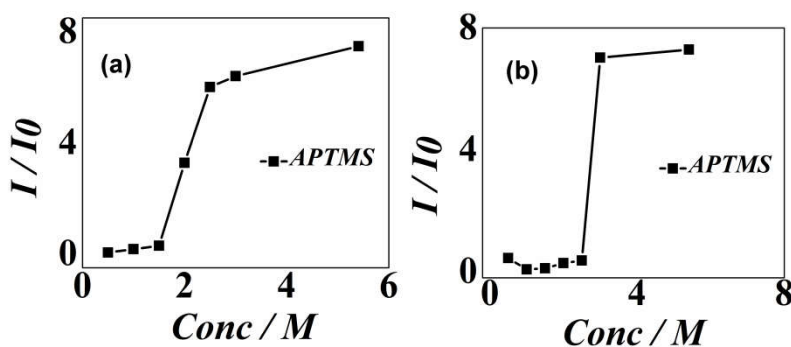 (a)
8
4
0
I / I0
APTMS
0 2 4 6
Conc / M
(b)
8
4
0
I / I0
APTMS
0 4 8
Conc / M